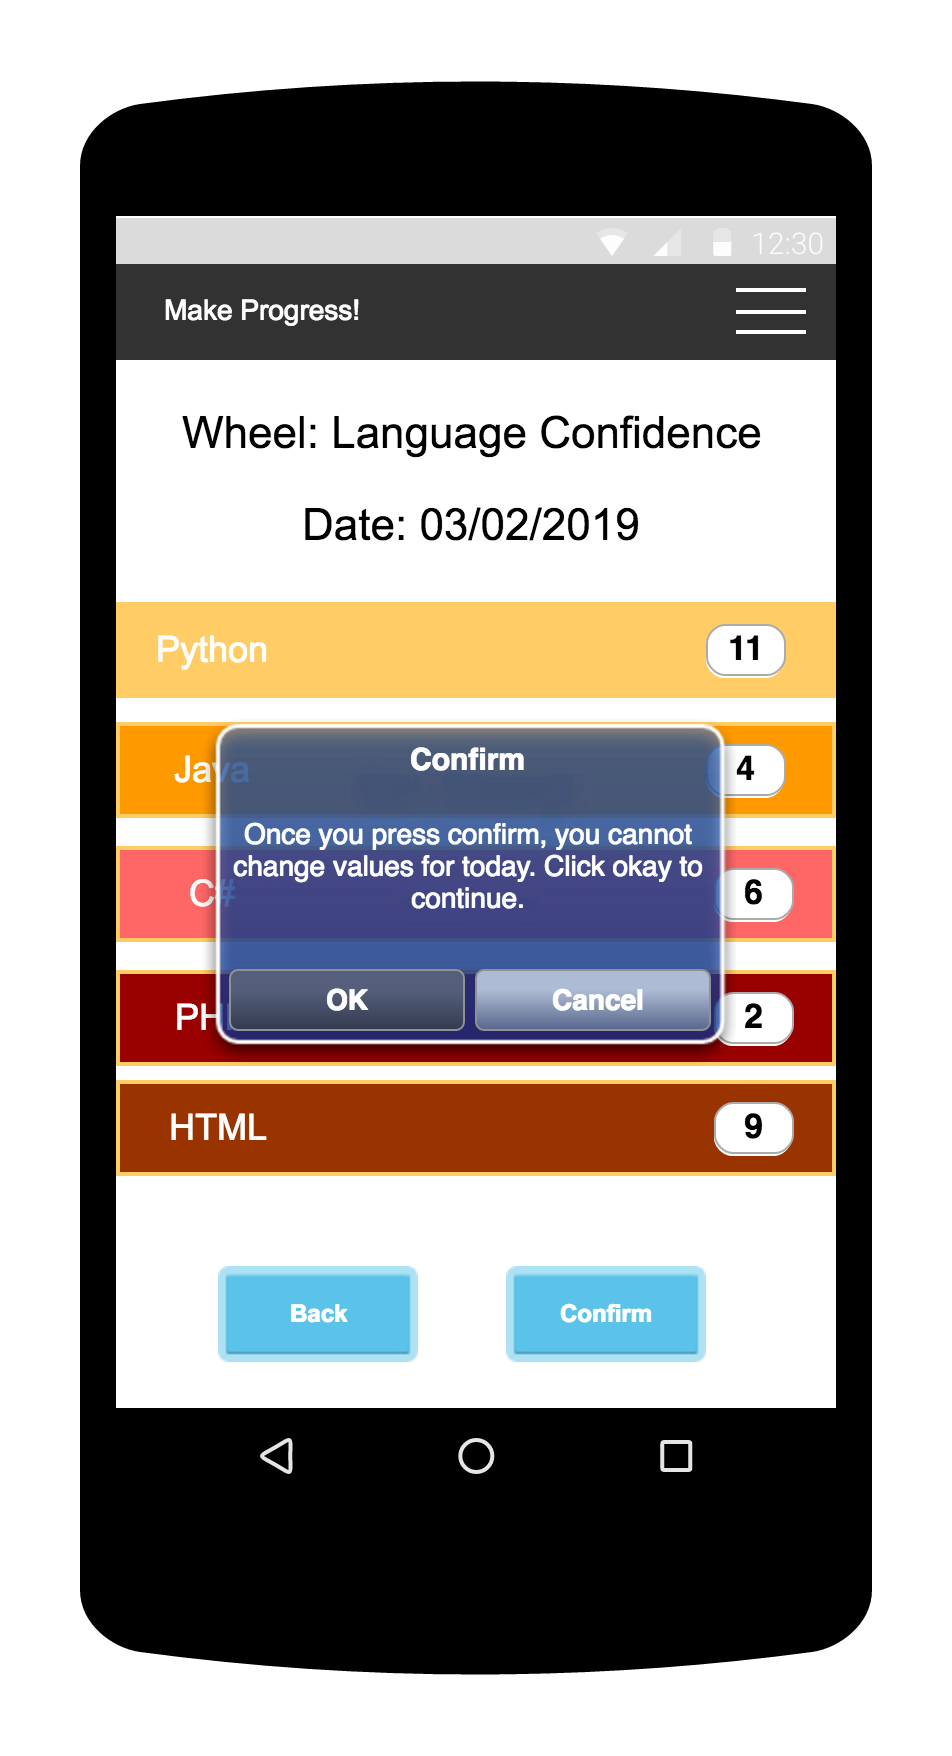 12:30
Make Progress!
Wheel: Language Confidence
Date: 03/02/2019
Python 11
Java 4
Confirm
Once you press confirm, you cannot
change values for today. Click okay to
continue.
C# 6
OK Cancel
2
HTML 9
Back Confirm